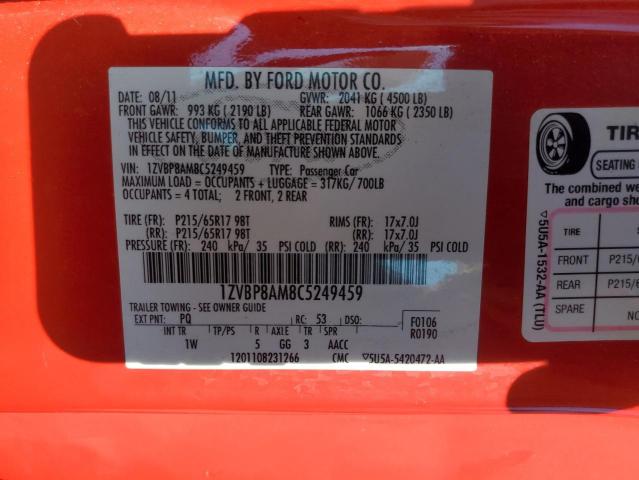 MFD. BY FORD MOTOR CO.
DATE: 08/11 GVWR: 2041 KG ( 4500 LB)
FRONT GAWR: 993 KG ( 2190 LB) REAR GAWR: 1066 KG ( 2350 LB)
THIS VEHICLE CONFORMS TO ALL APPLICABLE FEDERAL MOTOR
VEHICLE SAFETY, BUMPER, AND THEFT PREVENTION STANDARDS
IN EFFECT ON THE DATE OF MANUFACTURE SHOWN ABOVE.
VIN: 1ZVBP8AM8C5249459 TYPE: Passenger Car
MAXIMUM LOAD = OCCUPANTS + LUGGAGE = 317KG/ 700LB
OCCUPANTS = 4 TOTAL; 2 FRONT, 2 REAR
TIRE (FR): P215/65R17 98T RIMS (FR): 17x7.0J
(RR): P215/65R17 98T (RR): 17x7.0J
PRESSURE (FR): 240 kPa/ 35 PSI COLD (RR): 240 kPa/ 35 PSI COLD
1ZVBP8AM8C5249459
TRAILER TOWING - SEE OWNER GUIDE
EXT PNT: PQ RC: 53 DSO: F0106
INT TR TP/PS R AXLE TR SPR R0190
1W 5 GG 3 AACC
1201108231266 CMC ▽5U5A-5420472-AA
▽5U5A-1532-AA (TLU)
TIR
SEATING
The combined we
and cargo sho
TIRE
FRONT P215/6
REAR P215/6
SPARE NO